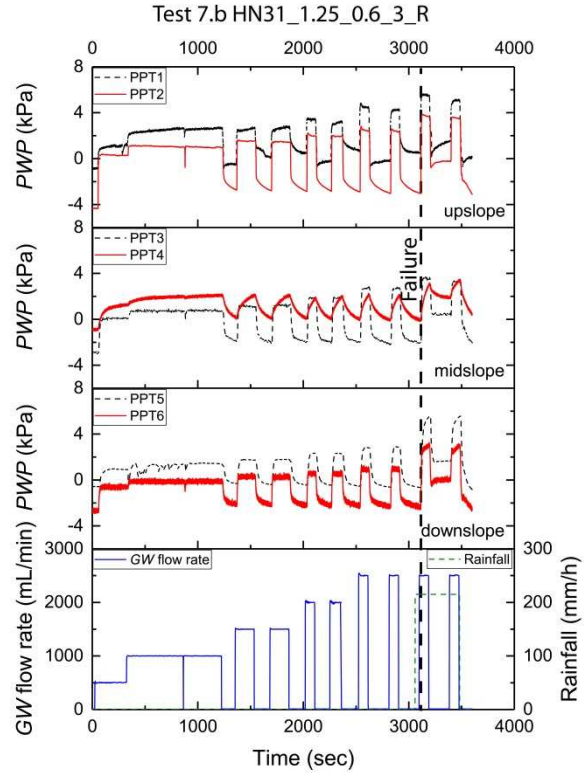 Test 7.b HN31_1.25_0.6_3_R
0 1000 2000 3000 4000
8
4
0
-4
PWP (kPa)
PPT1
PPT2
upslope
8
4
0
-4
PWP (kPa)
PPT3
PPT4
Failure
midslope
8
4
0
-4
PWP (kPa)
PPT5
PPT6
downslope
3000
2000
1000
0
GW flow rate (mL/min)
GW flow rate
Rainfall
300
200
100
0
Rainfall (mm/h)
0 1000 2000 3000 4000
Time (sec)